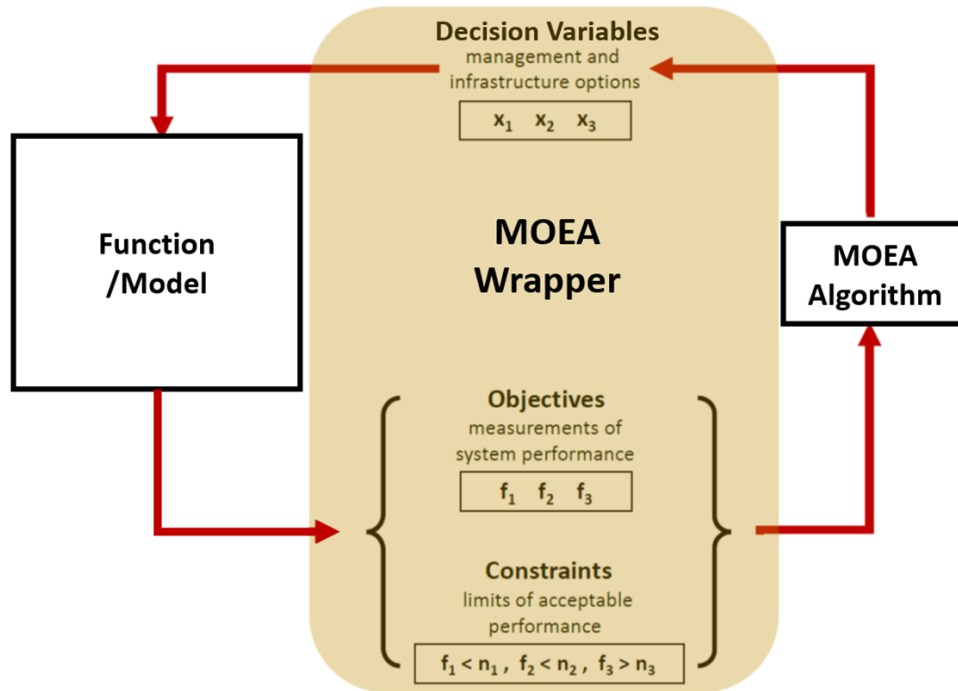 Decision Variables
management and
infrastructure options
x₁ x₂ x₃
Function
/Model
MOEA
Wrapper
MOEA
Algorithm
Objectives
measurements of
system performance
f₁ f₂ f₃
Constraints
limits of acceptable
performance
f₁ < n₁ , f₂ < n₂ , f₃ > n₃